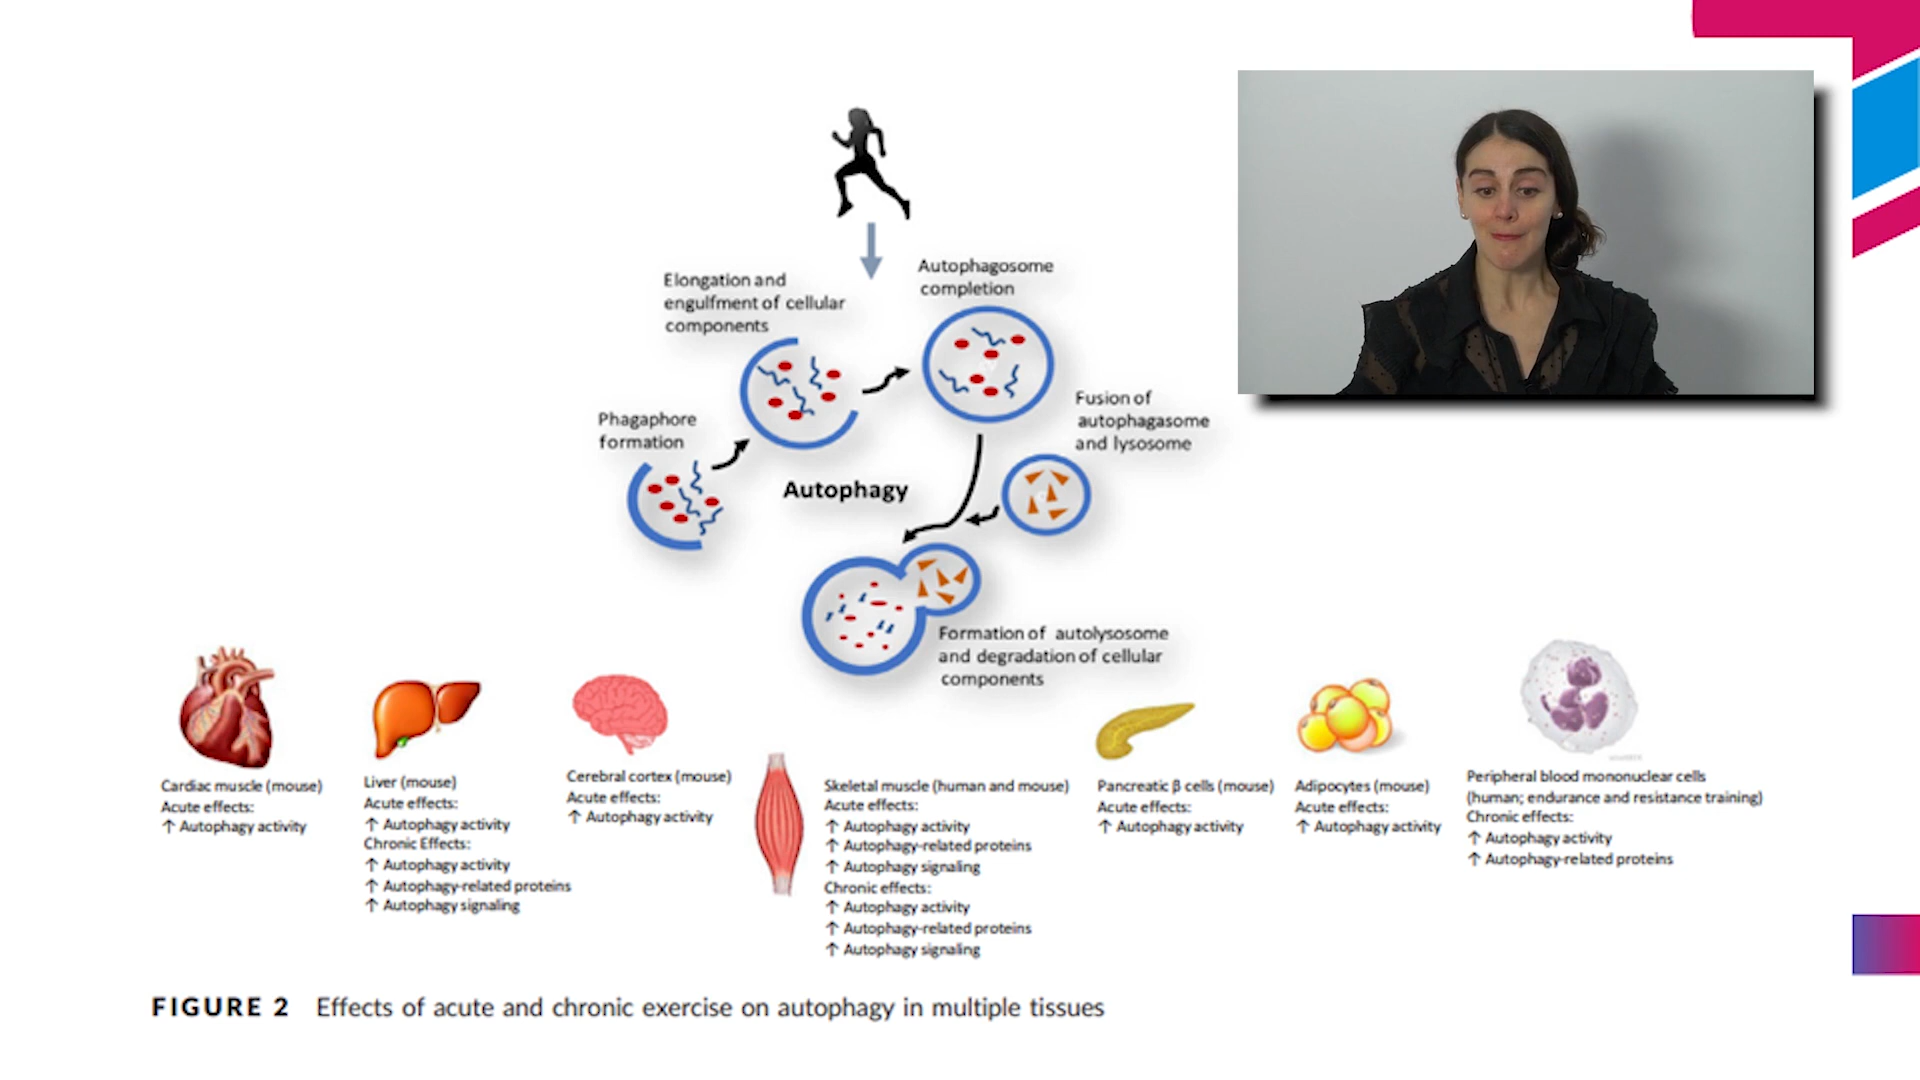 Elongation and
engulfment of cellular
components
Autophagosome
completion
Phagaphore
formation
Fusion of
autophagasome
and lysosome
Autophagy
Formation of autolysosome
and degradation of cellular
components
Cardiac muscle (mouse)
Acute effects:
↑ Autophagy activity
Liver (mouse)
Acute effects:
↑ Autophagy activity
Chronic Effects:
↑ Autophagy activity
↑ Autophagy-related proteins
↑ Autophagy signaling
Cerebral cortex (mouse)
Acute effects:
↑ Autophagy activity
Skeletal muscle (human and mouse)
Acute effects:
↑ Autophagy activity
↑ Autophagy-related proteins
↑ Autophagy signaling
Chronic effects:
↑ Autophagy activity
↑ Autophagy-related proteins
↑ Autophagy signaling
Pancreatic β cells (mouse)
Acute effects:
↑ Autophagy activity
Adipocytes (mouse)
Acute effects:
↑ Autophagy activity
Peripheral blood mononuclear cells
(human; endurance and resistance training)
Chronic effects:
↑ Autophagy activity
↑ Autophagy-related proteins
FIGURE 2 Effects of acute and chronic exercise on autophagy in multiple tissues